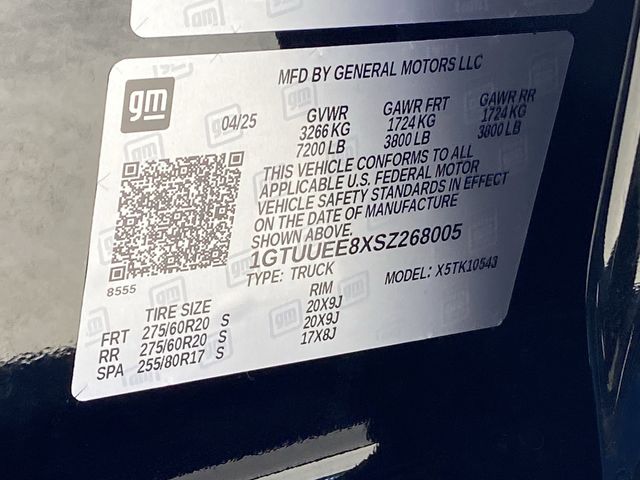 gm
MFD BY GENERAL MOTORS LLC
04/25
GVWR GAWR FRT GAWR RR
3266 KG 1724 KG 1724 KG
7200 LB 3800 LB 3800 LB
THIS VEHICLE CONFORMS TO ALL
APPLICABLE U.S. FEDERAL MOTOR
VEHICLE SAFETY STANDARDS IN EFFECT
ON THE DATE OF MANUFACTURE
SHOWN ABOVE.
1GTUUEE8XSZ268005
8555
TYPE: TRUCK MODEL: X5TK10543
TIRE SIZE RIM
FRT 275/60R20 S 20X9J
RR 275/60R20 S 20X9J
SPA 255/80R17 S 17X8J